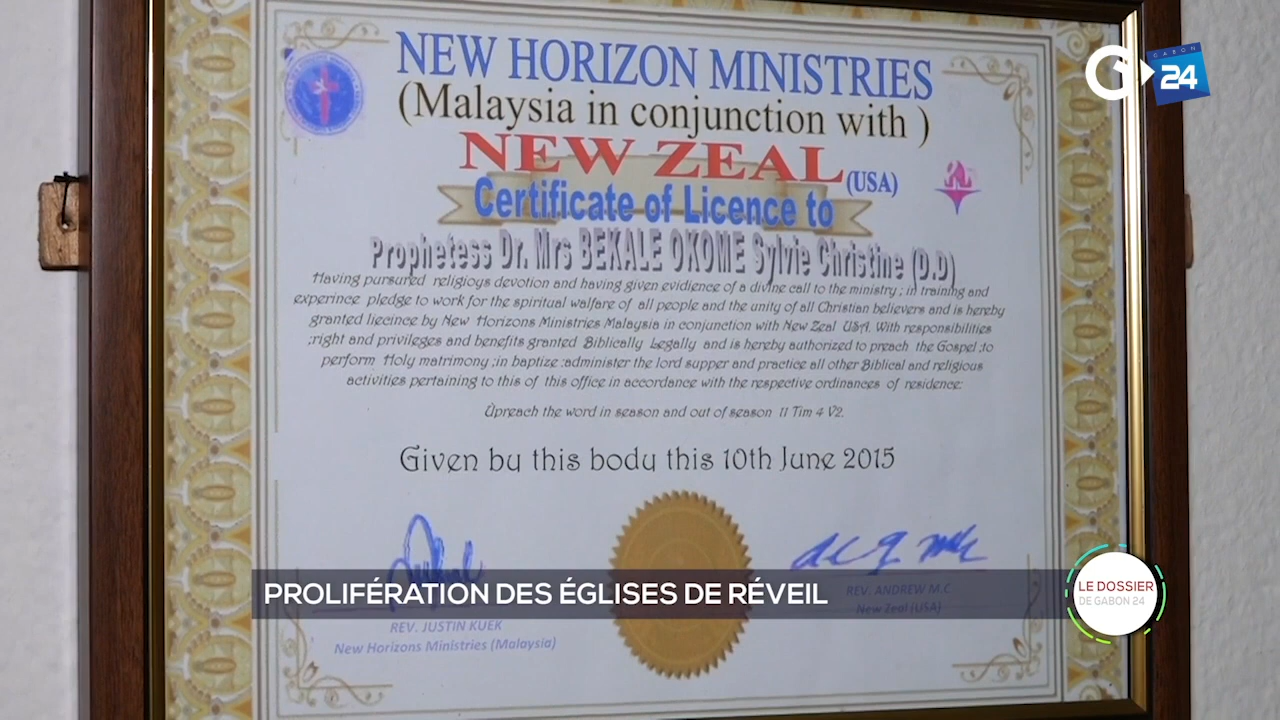 NEW HORIZON MINISTRIES
(Malaysia in conjunction with )
NEW ZEAL (USA)
Certificate of Licence to
Prophetess Dr. Mrs BEKALE OKOME Sylvie Christine (D.D)
Having pursured religioys devotion and having given evidience of a divine call to the ministry ; in training and
experince pledge to work for the spiritual walfare of all people and the unity of all Christian believers and is hereby
granted liecince by New Horizons Ministries Malaysia in conjunction with New Zeal USA. With responsibilities
;right and privileges and benefits granted Biblically Legally and is hereby authorized to preach the Gospel ;to
perform Holy matrimony ;in baptize :administer the lord supper and practice all other Biblical and religious
activities pertaining to this of this office in accordance with the respective ordinances of residence:
Üpreach the word in season and out of season II Tim 4 V2.
Given by this body this 10th June 2015
REV. JUSTIN KUEK
New Horizons Ministries (Malaysia)
REV. ANDREW M.C
New Zeal (USA)
GABON
24
PROLIFÉRATION DES ÉGLISES DE RÉVEIL
LE DOSSIER
DE GABON 24